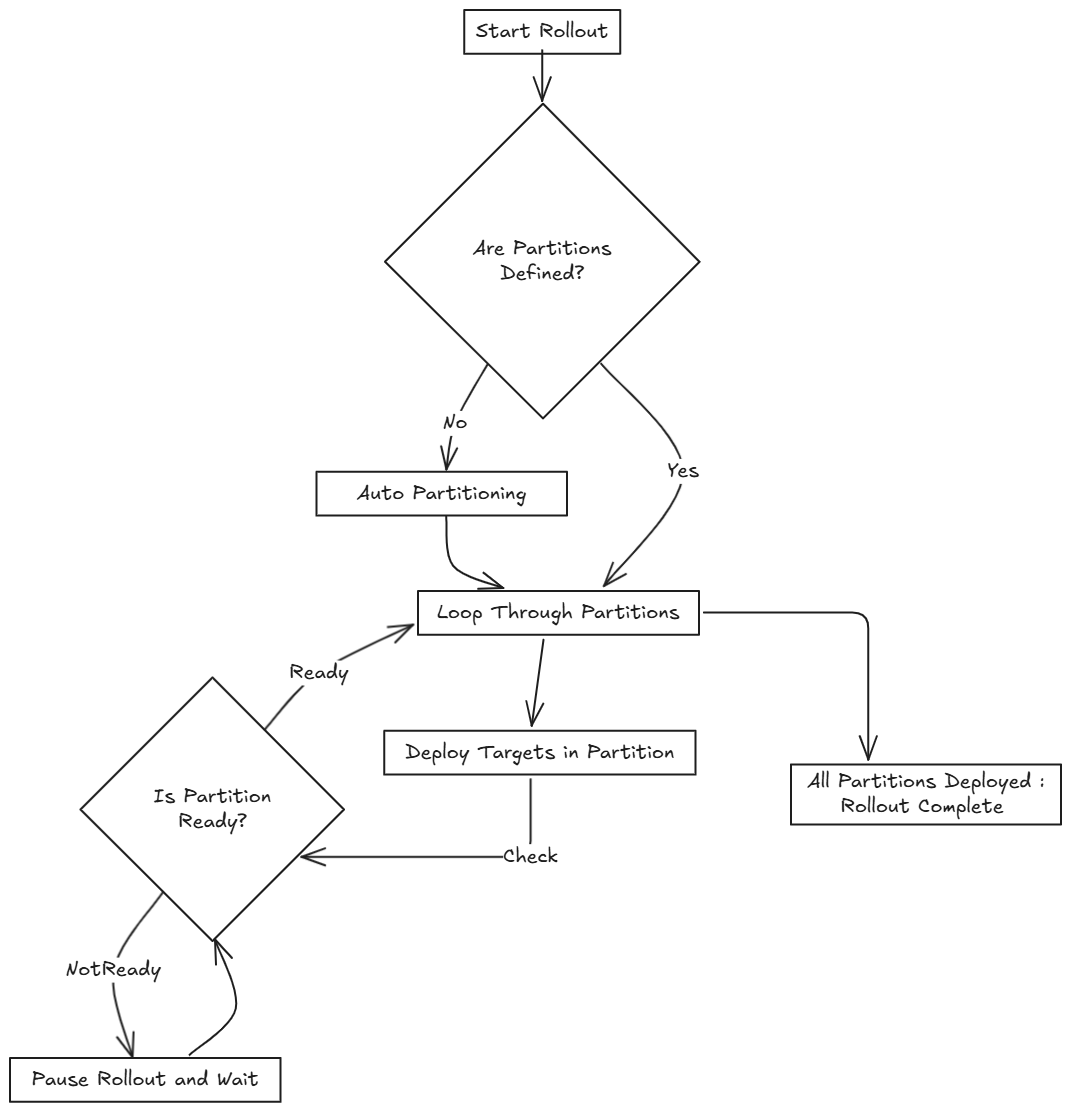 Start Rollout
Are Partitions
Defined?
No
Yes
Auto Partitioning
Loop Through Partitions
Ready
Deploy Targets in Partition
All Partitions Deployed :
Rollout Complete
Is Partition
Ready?
Check
NotReady
Pause Rollout and Wait